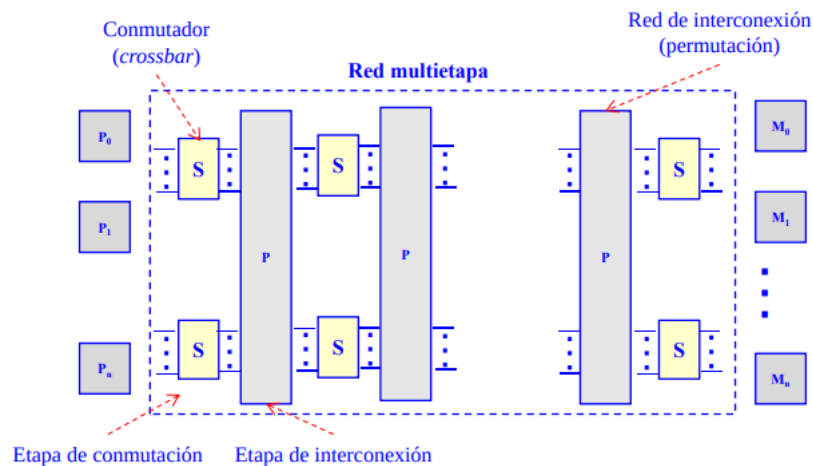 Conmutador
(crossbar)
Red de interconexión
(permutación)
Red multietapa
P0
P1
Pn
S
S
P
S
S
P
P
S
S
M0
M1
Mn
Etapa de conmutación
Etapa de interconexión